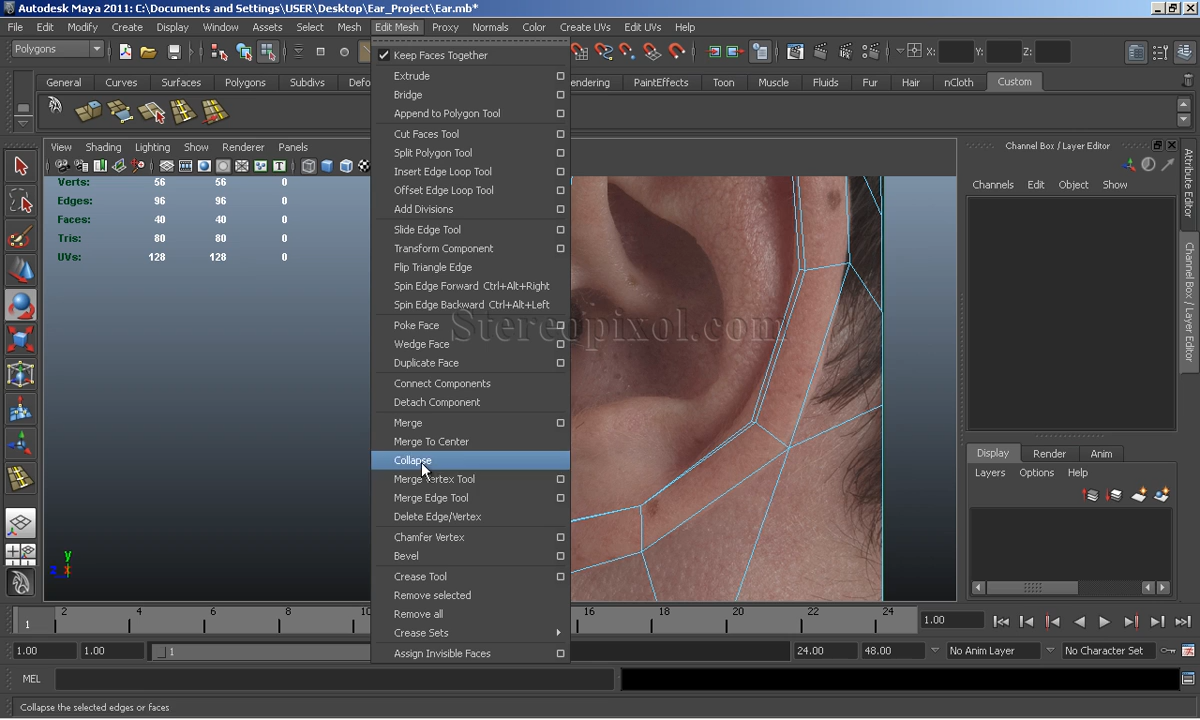 Autodesk Maya 2011: C:\Documents and Settings\USER\Desktop\Ear_Project\Ear.mb*
File Edit Modify Create Display Window Assets Select Mesh Edit Mesh Proxy Normals Color Create UVs Edit UVs Help
Polygons
X: Y: Z:
General Curves Surfaces Polygons Subdivs Defo endering PaintEffects Toon Muscle Fluids Fur Hair nCloth Custom
View Shading Lighting Show Renderer Panels
Verts: 56 56 0
Edges: 96 96 0
Faces: 40 40 0
Tris: 80 80 0
UVs: 128 128 0
Keep Faces Together
Extrude
Bridge
Append to Polygon Tool
Cut Faces Tool
Split Polygon Tool
Insert Edge Loop Tool
Offset Edge Loop Tool
Add Divisions
Slide Edge Tool
Transform Component
Flip Triangle Edge
Spin Edge Forward Ctrl+Alt+Right
Spin Edge Backward Ctrl+Alt+Left
Poke Face
Wedge Face
Duplicate Face
Connect Components
Detach Component
Merge
Merge To Center
Collapse
Merge Vertex Tool
Merge Edge Tool
Delete Edge/Vertex
Chamfer Vertex
Bevel
Crease Tool
Remove selected
Remove all
Crease Sets
Assign Invisible Faces
Stereopixol.com
Channel Box / Layer Editor
Channels Edit Object Show
Attribute Editor
Channel Box / Layer Editor
Display Render Anim
Layers Options Help
y
z x
1 2 4 6 8 10 16 18 20 22 24 1.00
1.00 1.00 1 24.00 48.00 No Anim Layer No Character Set
MEL
Collapse the selected edges or faces